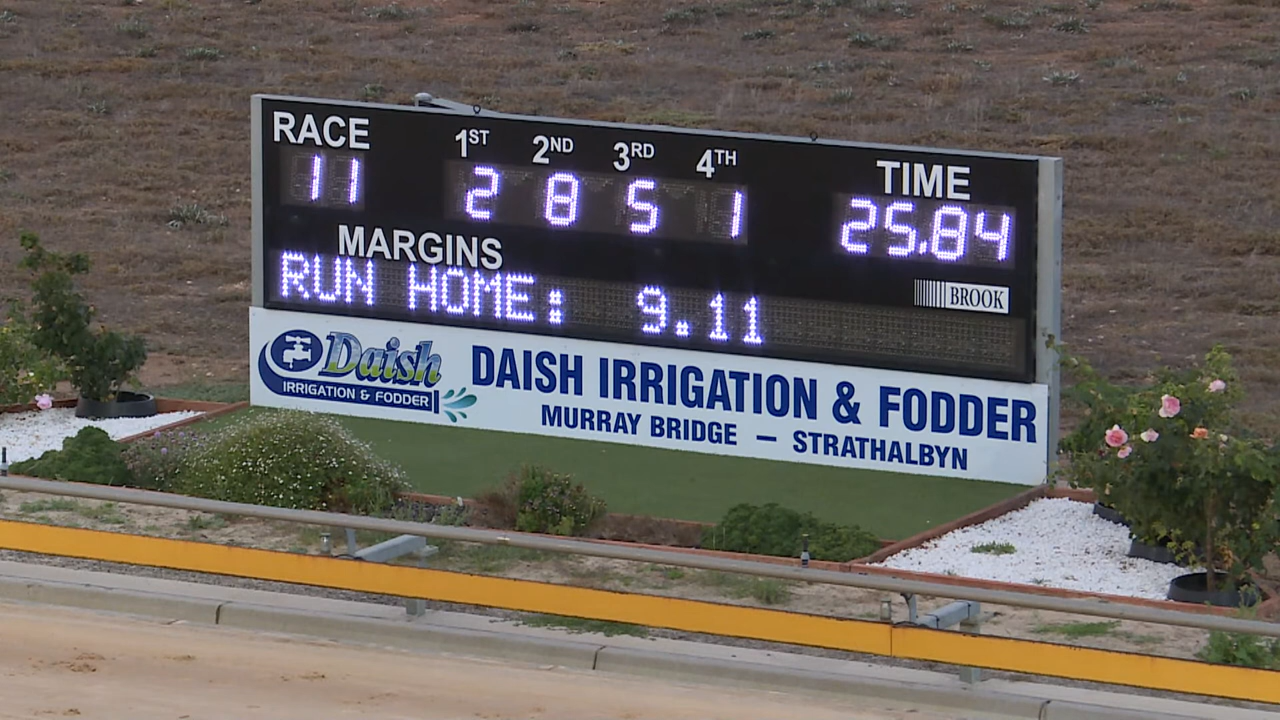 RACE 1ST 2ND 3RD 4TH TIME
11 2 8 5 1 25.84
MARGINS
RUN HOME: 9.11
BROOK
Daish
IRRIGATION & FODDER
DAISH IRRIGATION & FODDER
MURRAY BRIDGE – STRATHALBYN